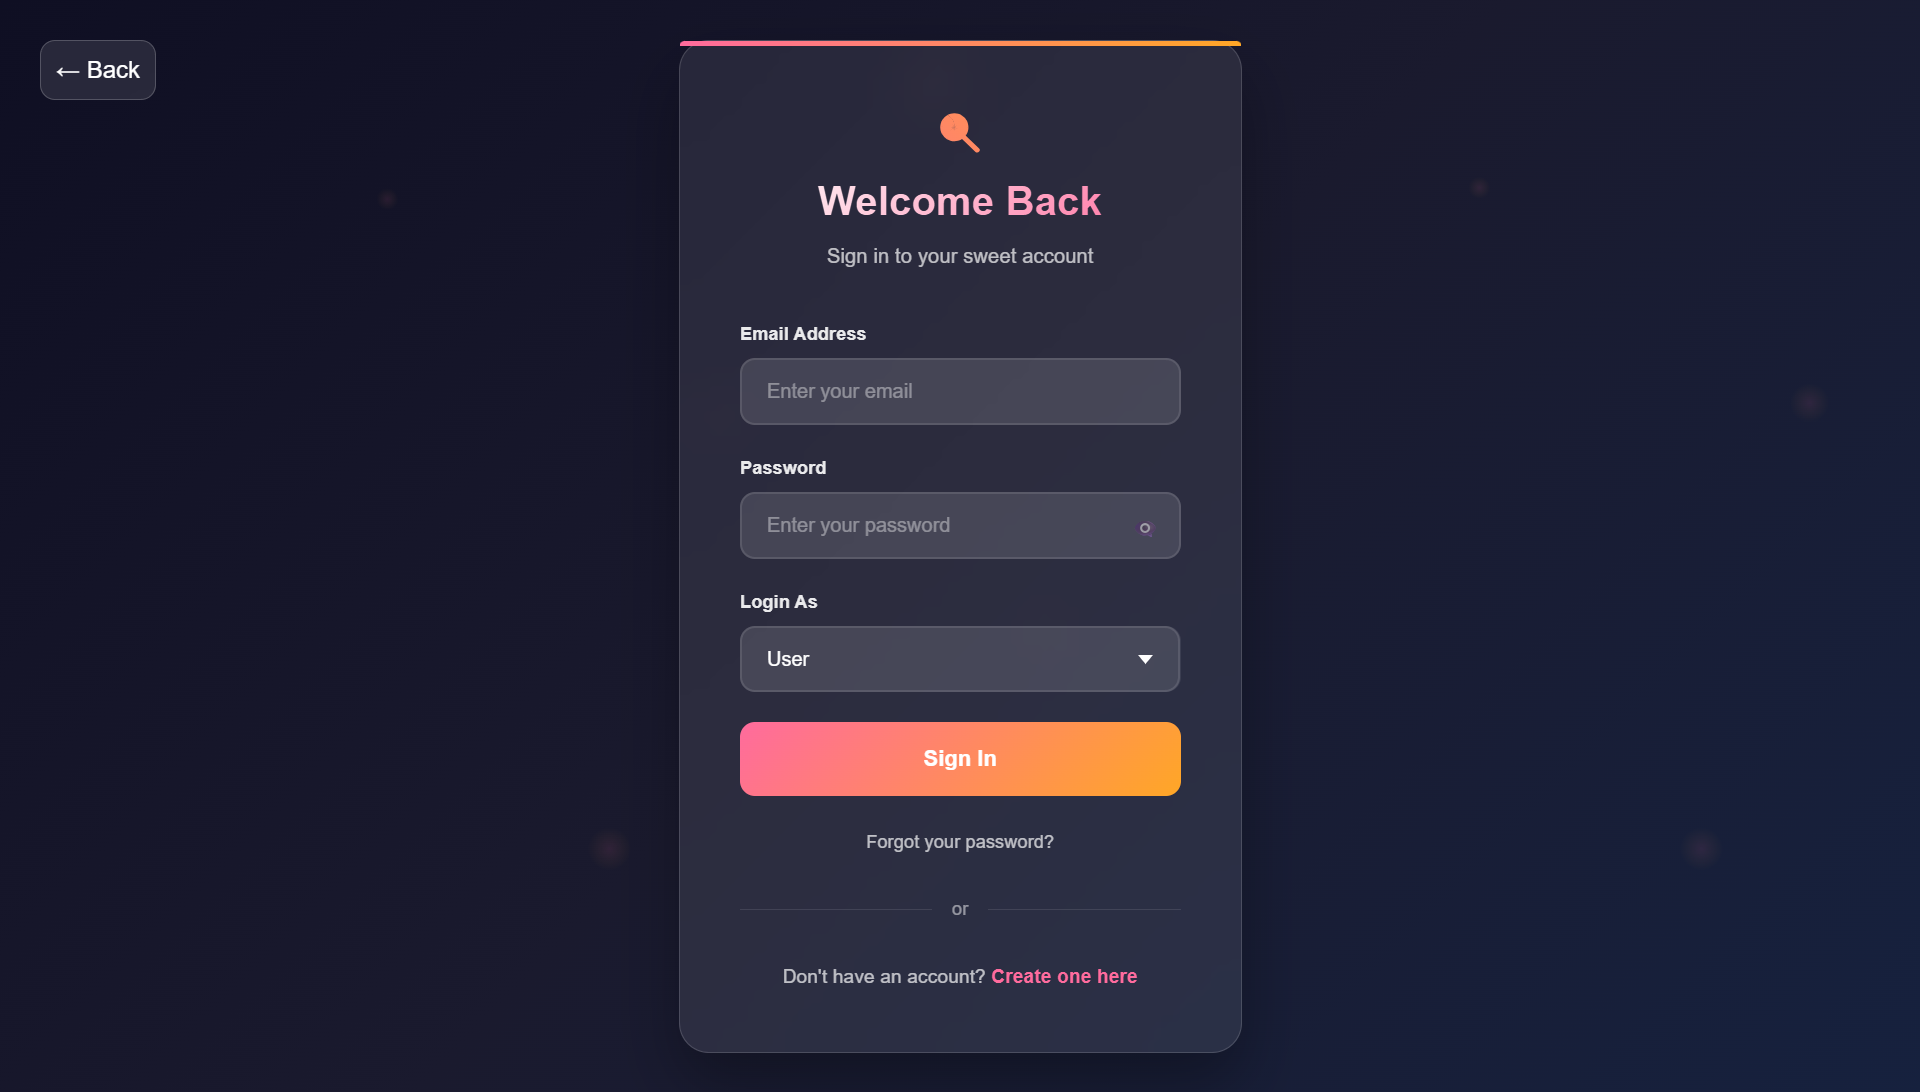 ← Back
Welcome Back
Sign in to your sweet account
Email Address
Enter your email
Password
Enter your password
Login As
User
Sign In
Forgot your password?
or
Don't have an account? Create one here